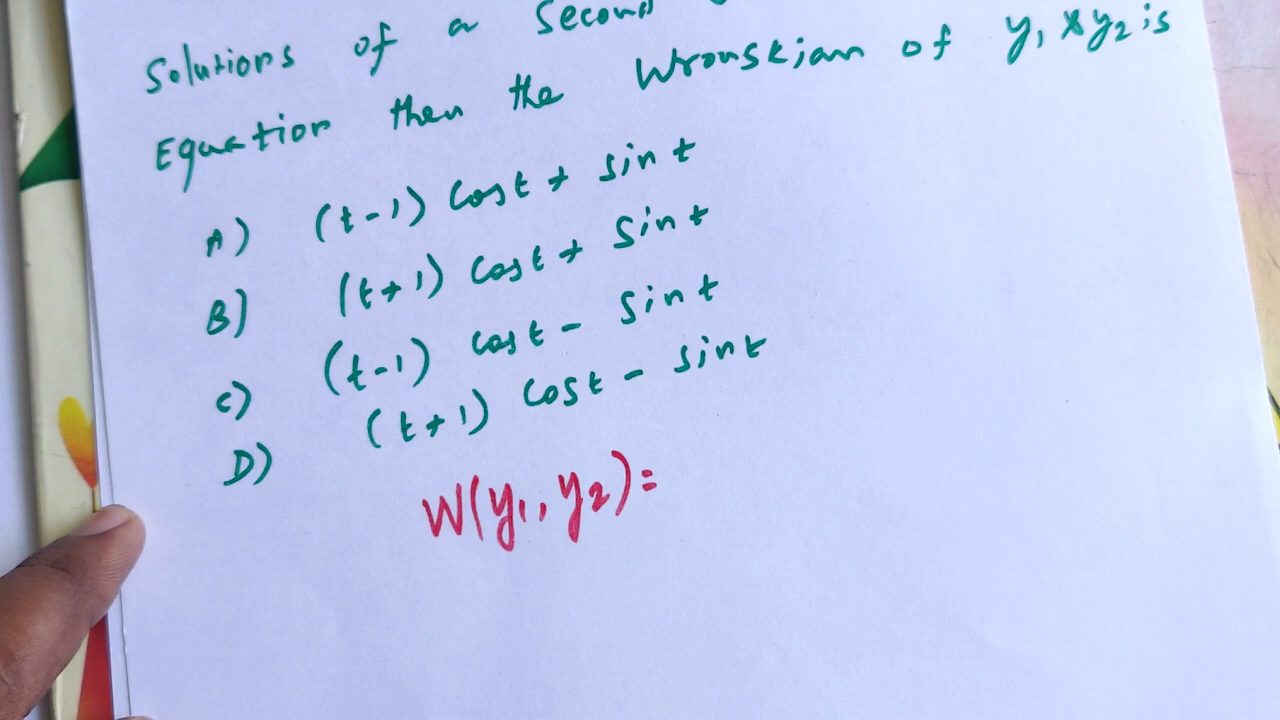 Solutions of a Second
Equation then the Wronskian of y₁ & y₂ is
A) (t-1) cost + sint
B) (t+1) cost + sint
C) (t-1) cost - sint
D) (t+1) cost - sint
W(y₁, y₂)=